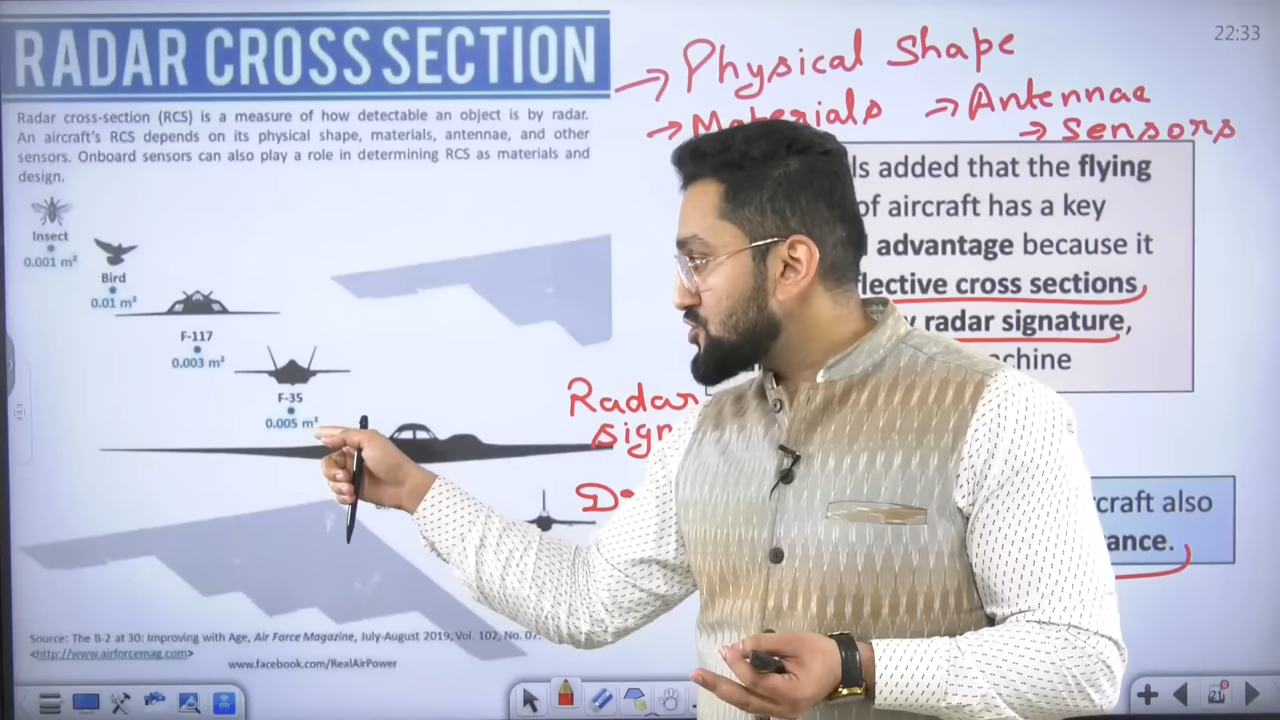 RADAR CROSS SECTION
Radar cross-section (RCS) is a measure of how detectable an object is by radar.
An aircraft's RCS depends on its physical shape, materials, antennae, and other
sensors. Onboard sensors can also play a role in determining RCS as materials and
design.
Insect
0.001 m²
Bird
0.01 m²
F-117
0.003 m²
F-35
0.005 m²
Source: The B-2 at 30: Improving with Age, Air Force Magazine, July-August 2019, Vol. 102, No. 07.
<http://www.airforcemag.com>
www.facebook.com/RealAirPower
22:33
→ Physical Shape
→ Materials → Antennae
→ Sensors
added that the flying
of aircraft has a key
advantage because it
cross sections,
radar signature,
Radar
craft also
21